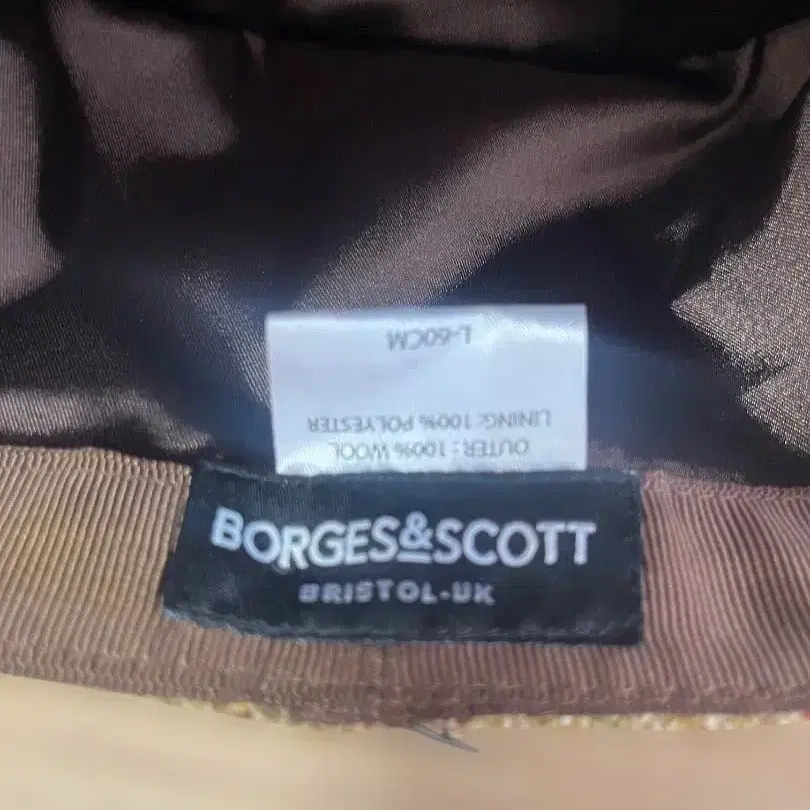 L-60CM
LINING: 100% POLYESTER
OUTER: 100% WOOL
BORGES&SCOTT
BRISTOL-UK